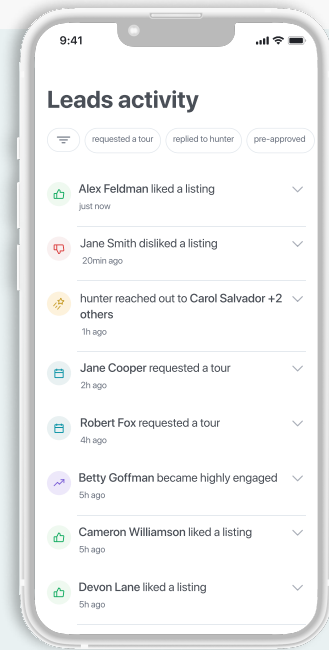 9:41
Leads activity
requested a tour
replied to hunter
pre-approved
Alex Feldman liked a listing
just now
Jane Smith disliked a listing
20min ago
hunter reached out to Carol Salvador +2
others
1h ago
Jane Cooper requested a tour
2h ago
Robert Fox requested a tour
4h ago
Betty Goffman became highly engaged
5h ago
Cameron Williamson liked a listing
5h ago
Devon Lane liked a listing
5h ago